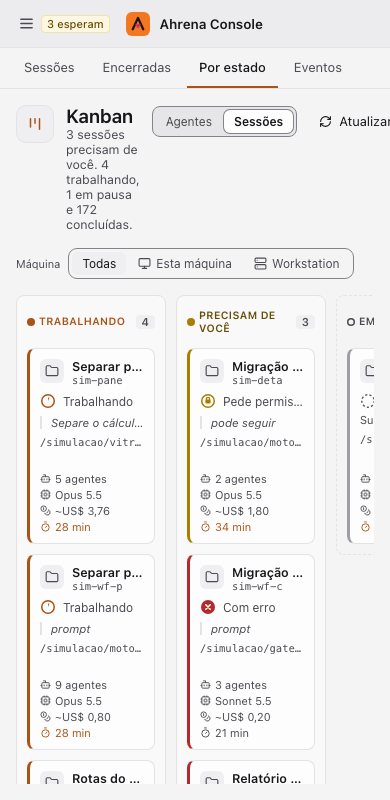 3 esperam
Ahrena Console
Sessões
Encerradas
Por estado
Eventos
Kanban
3 sessões
precisam de
você. 4
trabalhando,
1 em pausa
e 172
concluídas.
Agentes
Sessões
Atualizar
Máquina
Todas
Esta máquina
Workstation
TRABALHANDO
4
Separar p...
sim-pane
Trabalhando
Separe o cálcul...
/simulacao/vitr...
5 agentes
Opus 5.5
~US$ 3,76
28 min
Separar p...
sim-wf-p
Trabalhando
prompt
/simulacao/moto...
9 agentes
Opus 5.5
~US$ 0,80
28 min
Rotas do ...
PRECISAM DE
VOCÊ
3
Migração ...
sim-deta
Pede permis...
pode seguir
/simulacao/moto...
2 agentes
Opus 5.5
~US$ 1,80
34 min
Migração ...
sim-wf-c
Com erro
prompt
/simulacao/gate...
3 agentes
Sonnet 5.5
~US$ 0,20
21 min
Relatório ...
EM
Su
/s